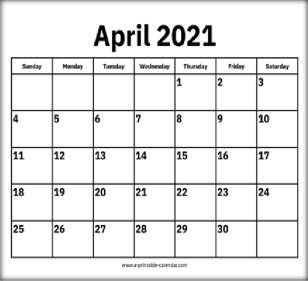 April 2021
Sunday Monday Tuesday Wednesday Thursday Friday Saturday
1 2 3
4 5 6 7 8 9 10
11 12 13 14 15 16 17
18 19 20 21 22 23 24
25 26 27 28 29 30
www.a-printable-calendar.com